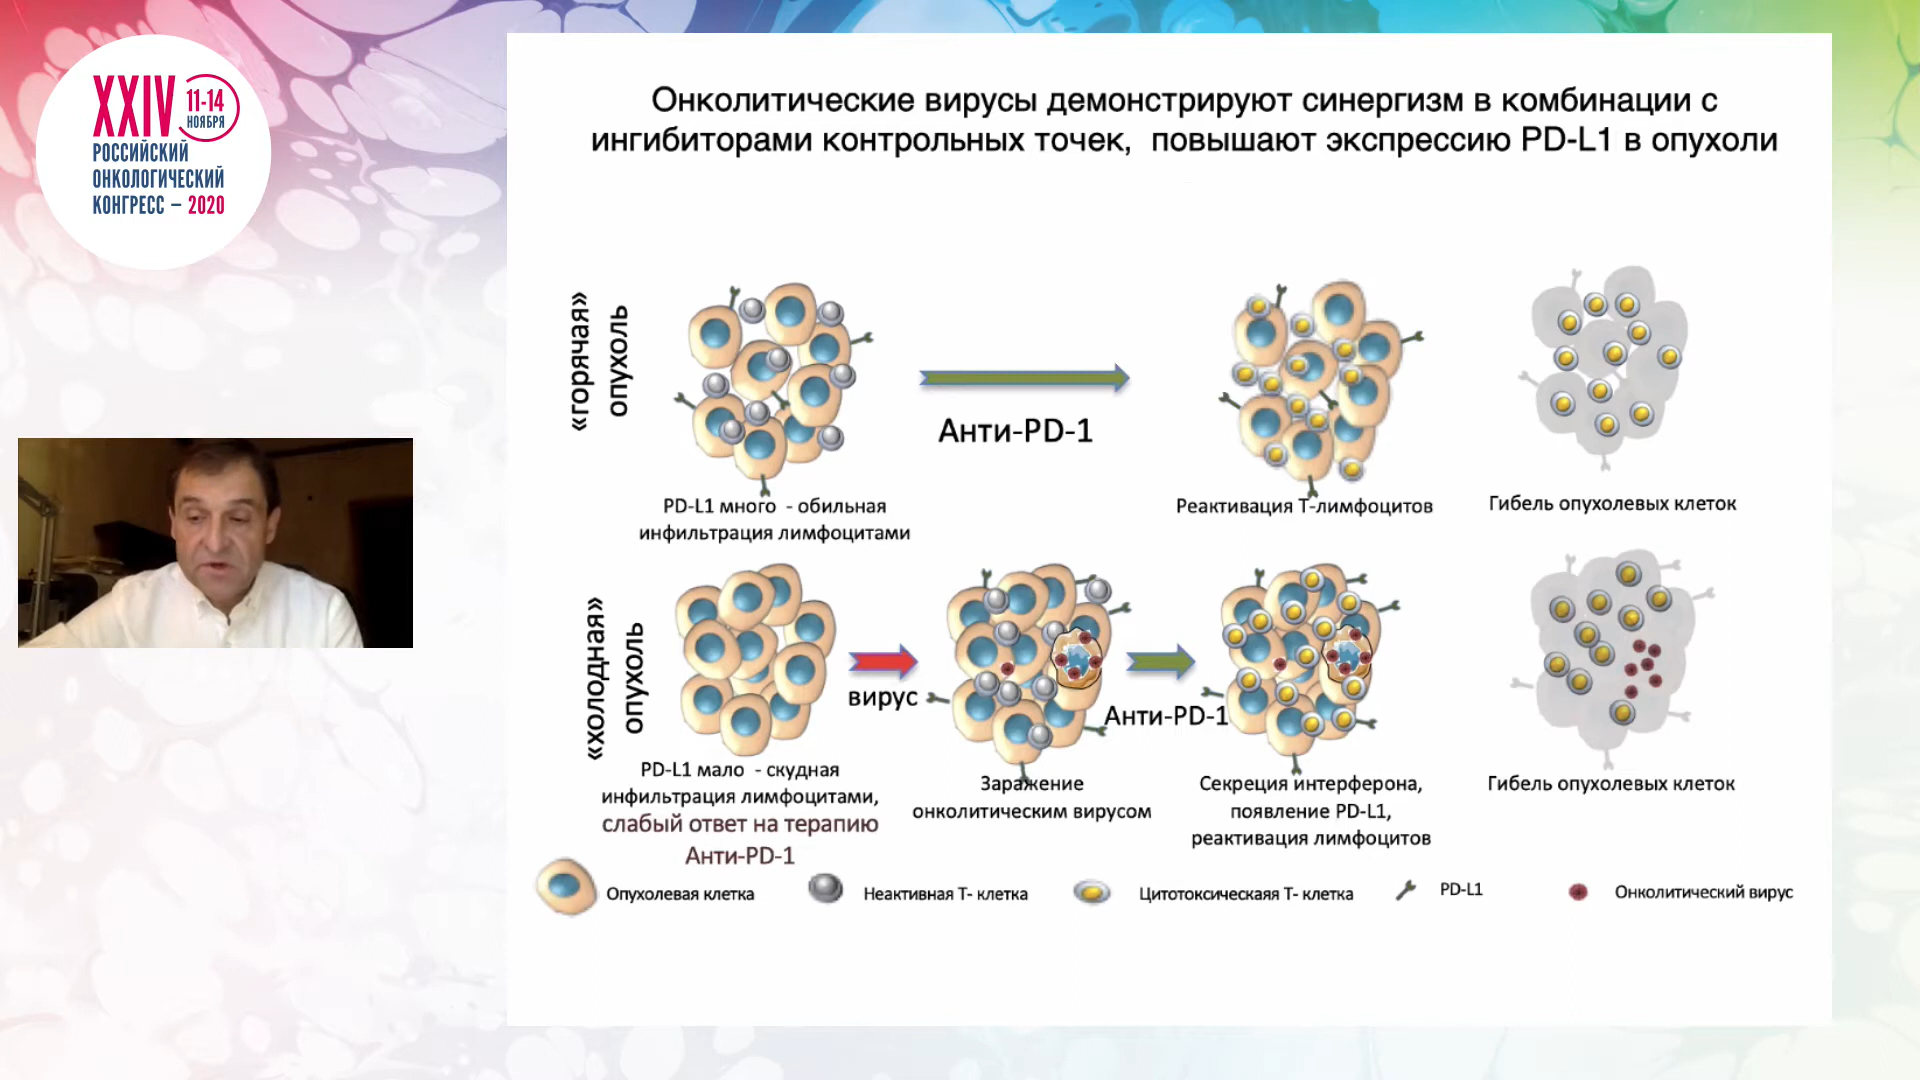 XXIV
11-14
НОЯБРЯ
РОССИЙСКИЙ
ОНКОЛОГИЧЕСКИЙ
КОНГРЕСС – 2020
Онколитические вирусы демонстрируют синергизм в комбинации с
ингибиторами контрольных точек, повышают экспрессию PD-L1 в опухоли
«горячая»
опухоль
Анти-PD-1
PD-L1 много - обильная
инфильтрация лимфоцитами
Реактивация Т-лимфоцитов
Гибель опухолевых клеток
«холодная»
опухоль
вирус
Анти-PD-1
PD-L1 мало - скудная
инфильтрация лимфоцитами,
слабый ответ на терапию
Анти-PD-1
Заражение
онколитическим вирусом
Секреция интерферона,
появление PD-L1,
реактивация лимфоцитов
Гибель опухолевых клеток
Опухолевая клетка
Неактивная Т- клетка
Цитотоксическаяя Т- клетка
PD-L1
Онколитический вирус